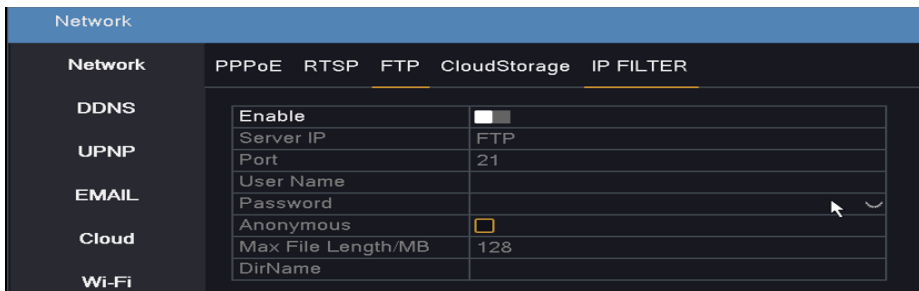 Network
Network
PPPoE RTSP FTP CloudStorage IP FILTER
DDNS
UPNP
EMAIL
Cloud
Wi-Fi
Enable
Server IP FTP
Port 21
User Name
Password
Anonymous
Max File Length/MB 128
DirName